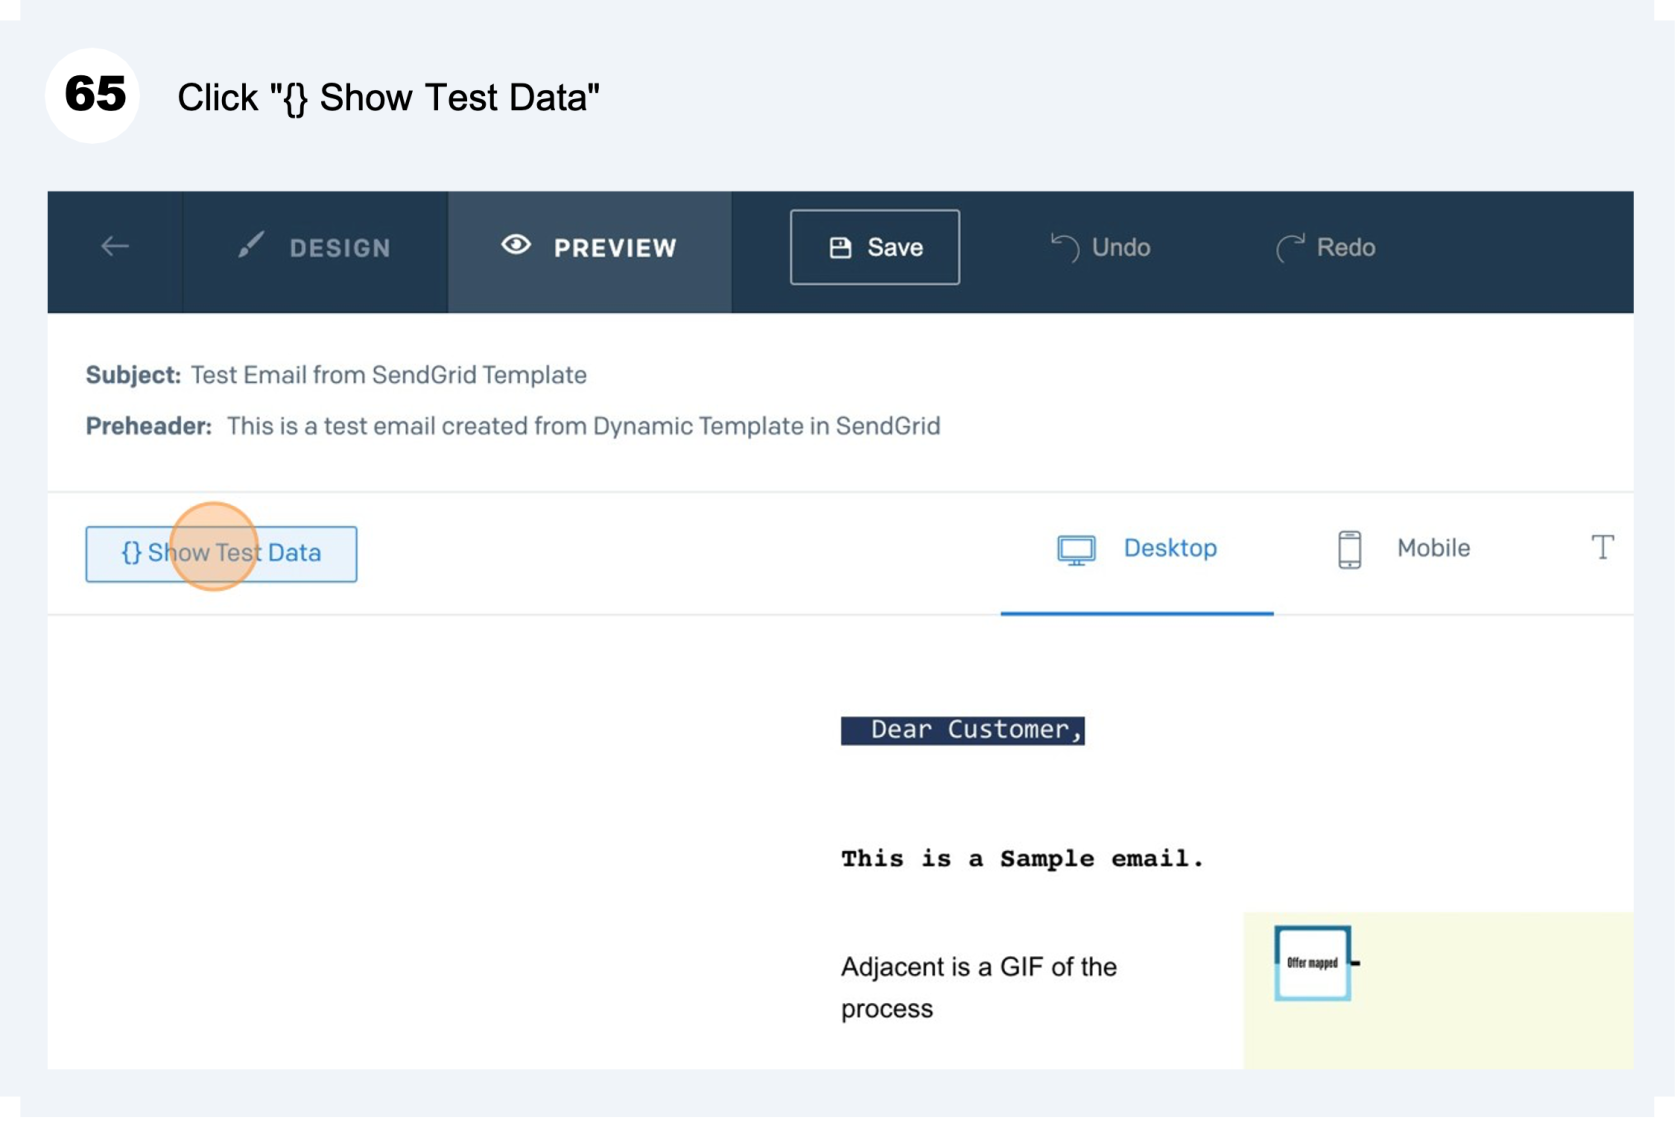 65 Click "{} Show Test Data"
DESIGN PREVIEW Save Undo Redo
Subject: Test Email from SendGrid Template
Preheader: This is a test email created from Dynamic Template in SendGrid
{} Show Test Data Desktop Mobile T
Dear Customer,
This is a Sample email.
Adjacent is a GIF of the
process
Offer mapped